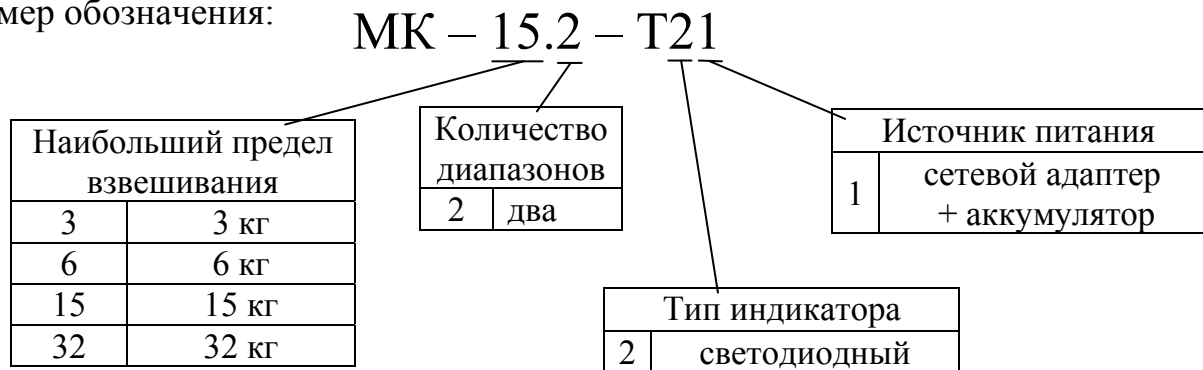 мер обозначения:
МК – 15.2 – Т21
Наибольший предел
взвешивания
3 3 кг
6 6 кг
15 15 кг
32 32 кг
Количество
диапазонов
2 два
Источник питания
1 сетевой адаптер
+ аккумулятор
Тип индикатора
2 светодиодный